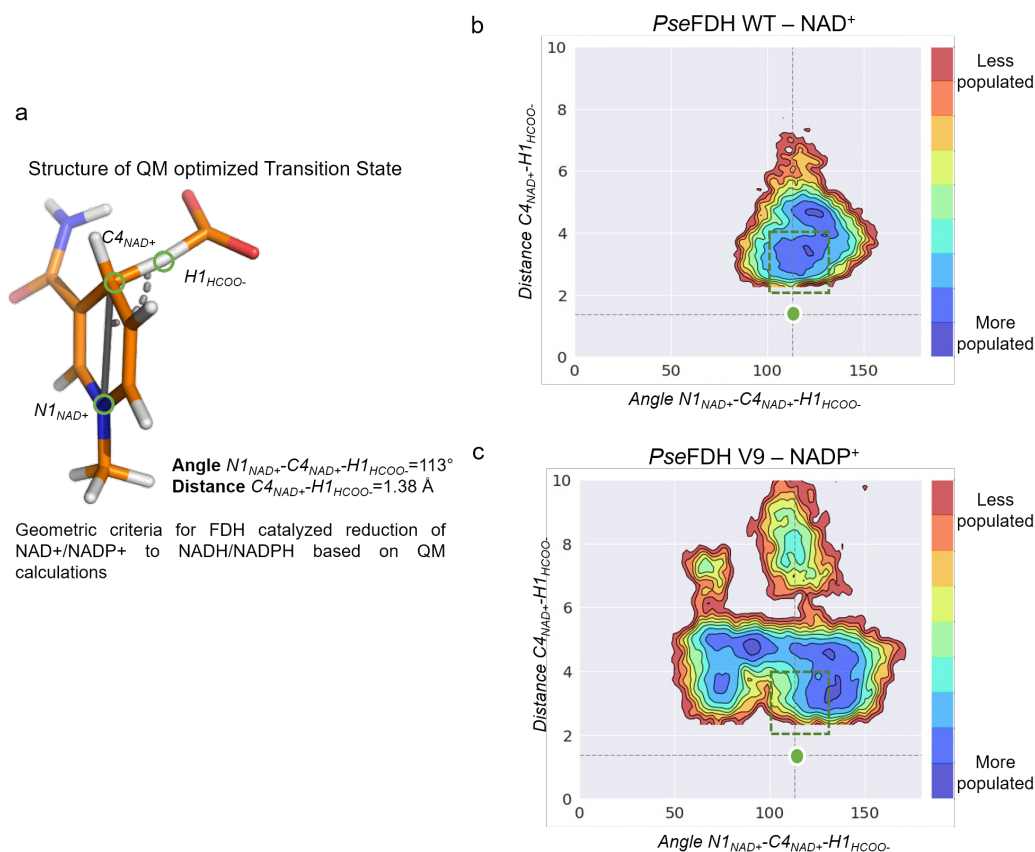 a
Structure of QM optimized Transition State
C4NAD+
H1HCOO-
N1NAD+
Angle N1NAD+-C4NAD+-H1HCOO-=113°
Distance C4NAD+-H1HCOO-=1.38 Å
Geometric criteria for FDH catalyzed reduction of
NAD+/NADP+ to NADH/NADPH based on QM
calculations
b
PseFDH WT – NAD+
Distance C4NAD+-H1HCOO-
10
8
6
4
2
0
0
50
100
150
Angle N1NAD+-C4NAD+-H1HCOO-
Less
populated
More
populated
c
PseFDH V9 – NADP+
Distance C4NAD+-H1HCOO-
10
8
6
4
2
0
0
50
100
150
Angle N1NAD+-C4NAD+-H1HCOO-
Less
populated
More
populated